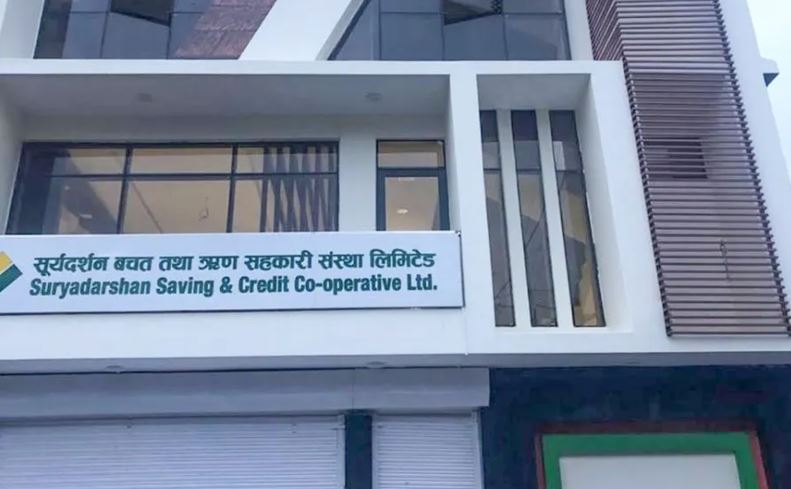 सूर्यदर्शन बचत तथा ऋण सहकारी संस्था लिमिटेड
Suryadarshan Saving & Credit Co-operative Ltd.